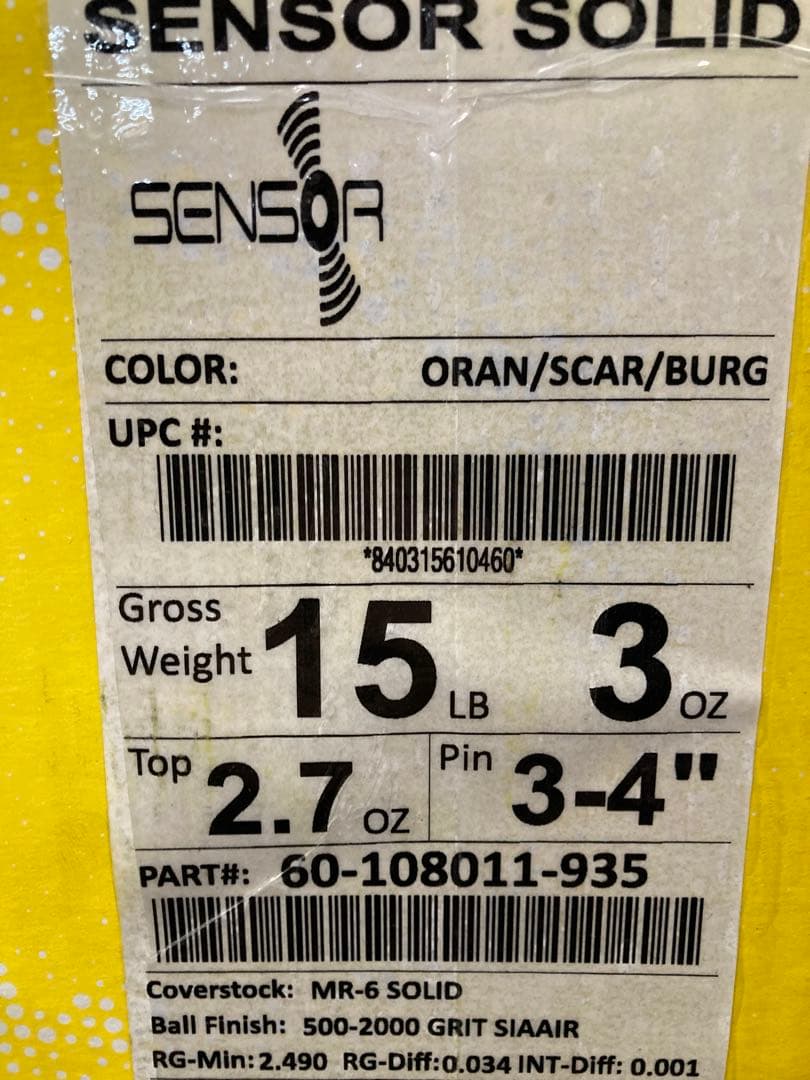 SENSOR SOLID
SENSOR
COLOR: ORAN/SCAR/BURG
UPC #:
*840315610460*
Gross Weight 15 LB 3 OZ
Top 2.7 OZ Pin 3-4"
PART#: 60-108011-935
Coverstock: MR-6 SOLID
Ball Finish: 500-2000 GRIT SIAAIR
RG-Min: 2.490 RG-Diff: 0.034 INT-Diff: 0.001